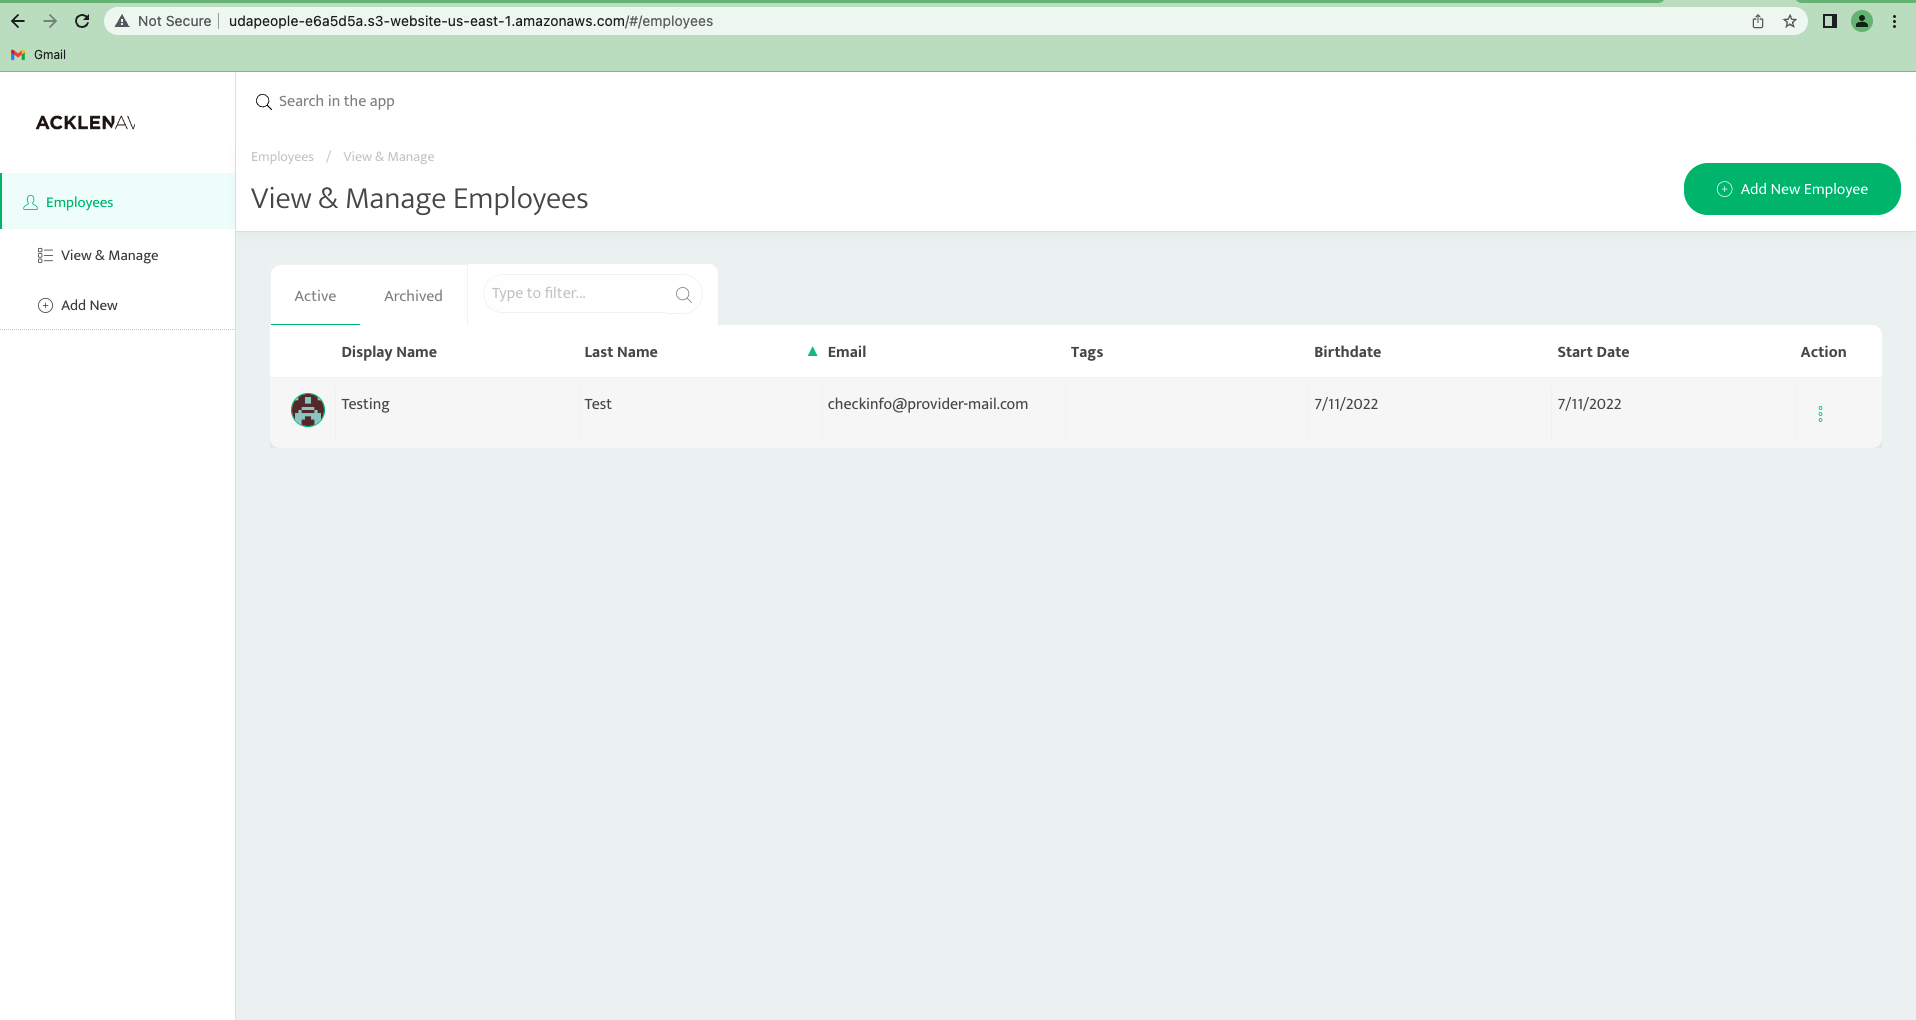 Not Secure udapeople-e6a5d5a.s3-website-us-east-1.amazonaws.com/#/employees
Gmail
ACKLENAV
Search in the app
Employees / View & Manage
View & Manage Employees
Add New Employee
Employees
View & Manage
Add New
Active Archived Type to filter...
Display Name Last Name ▲ Email Tags Birthdate Start Date Action
Testing Test checkinfo@provider-mail.com 7/11/2022 7/11/2022